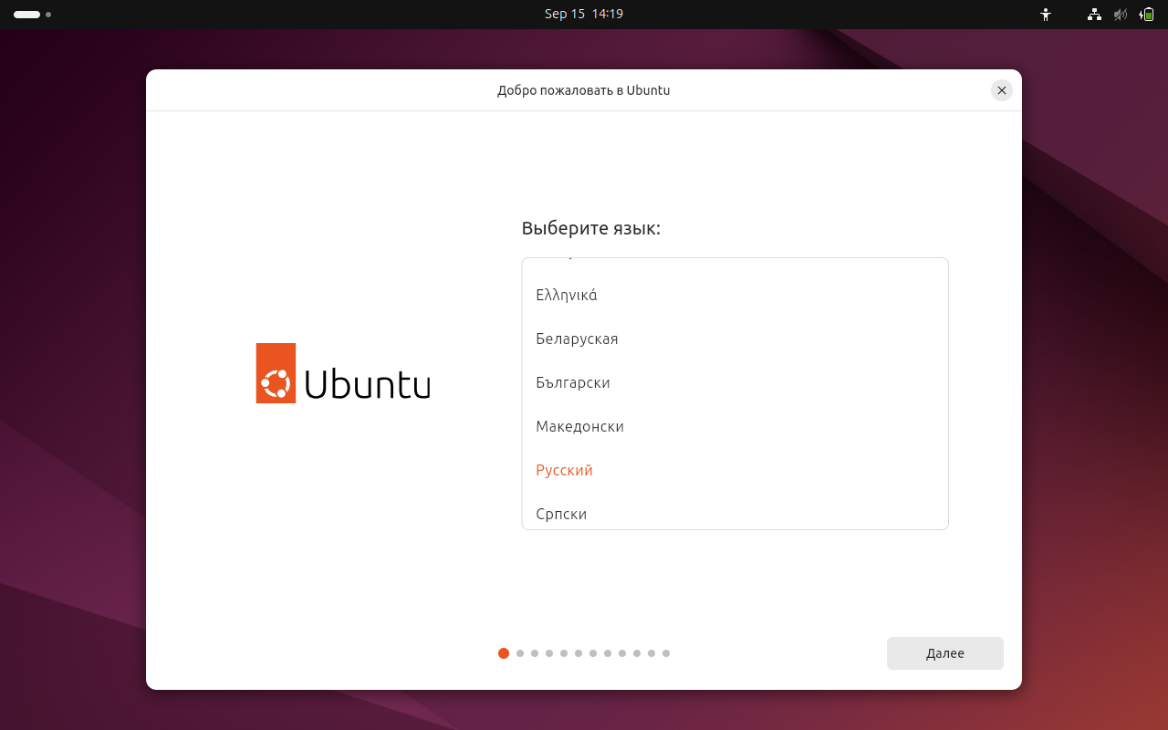 Sep 15 14:19
Добро пожаловать в Ubuntu
Выберите язык:
Ελληνικά
Беларуская
Български
Македонски
Русский
Српски
Ubuntu
Далее